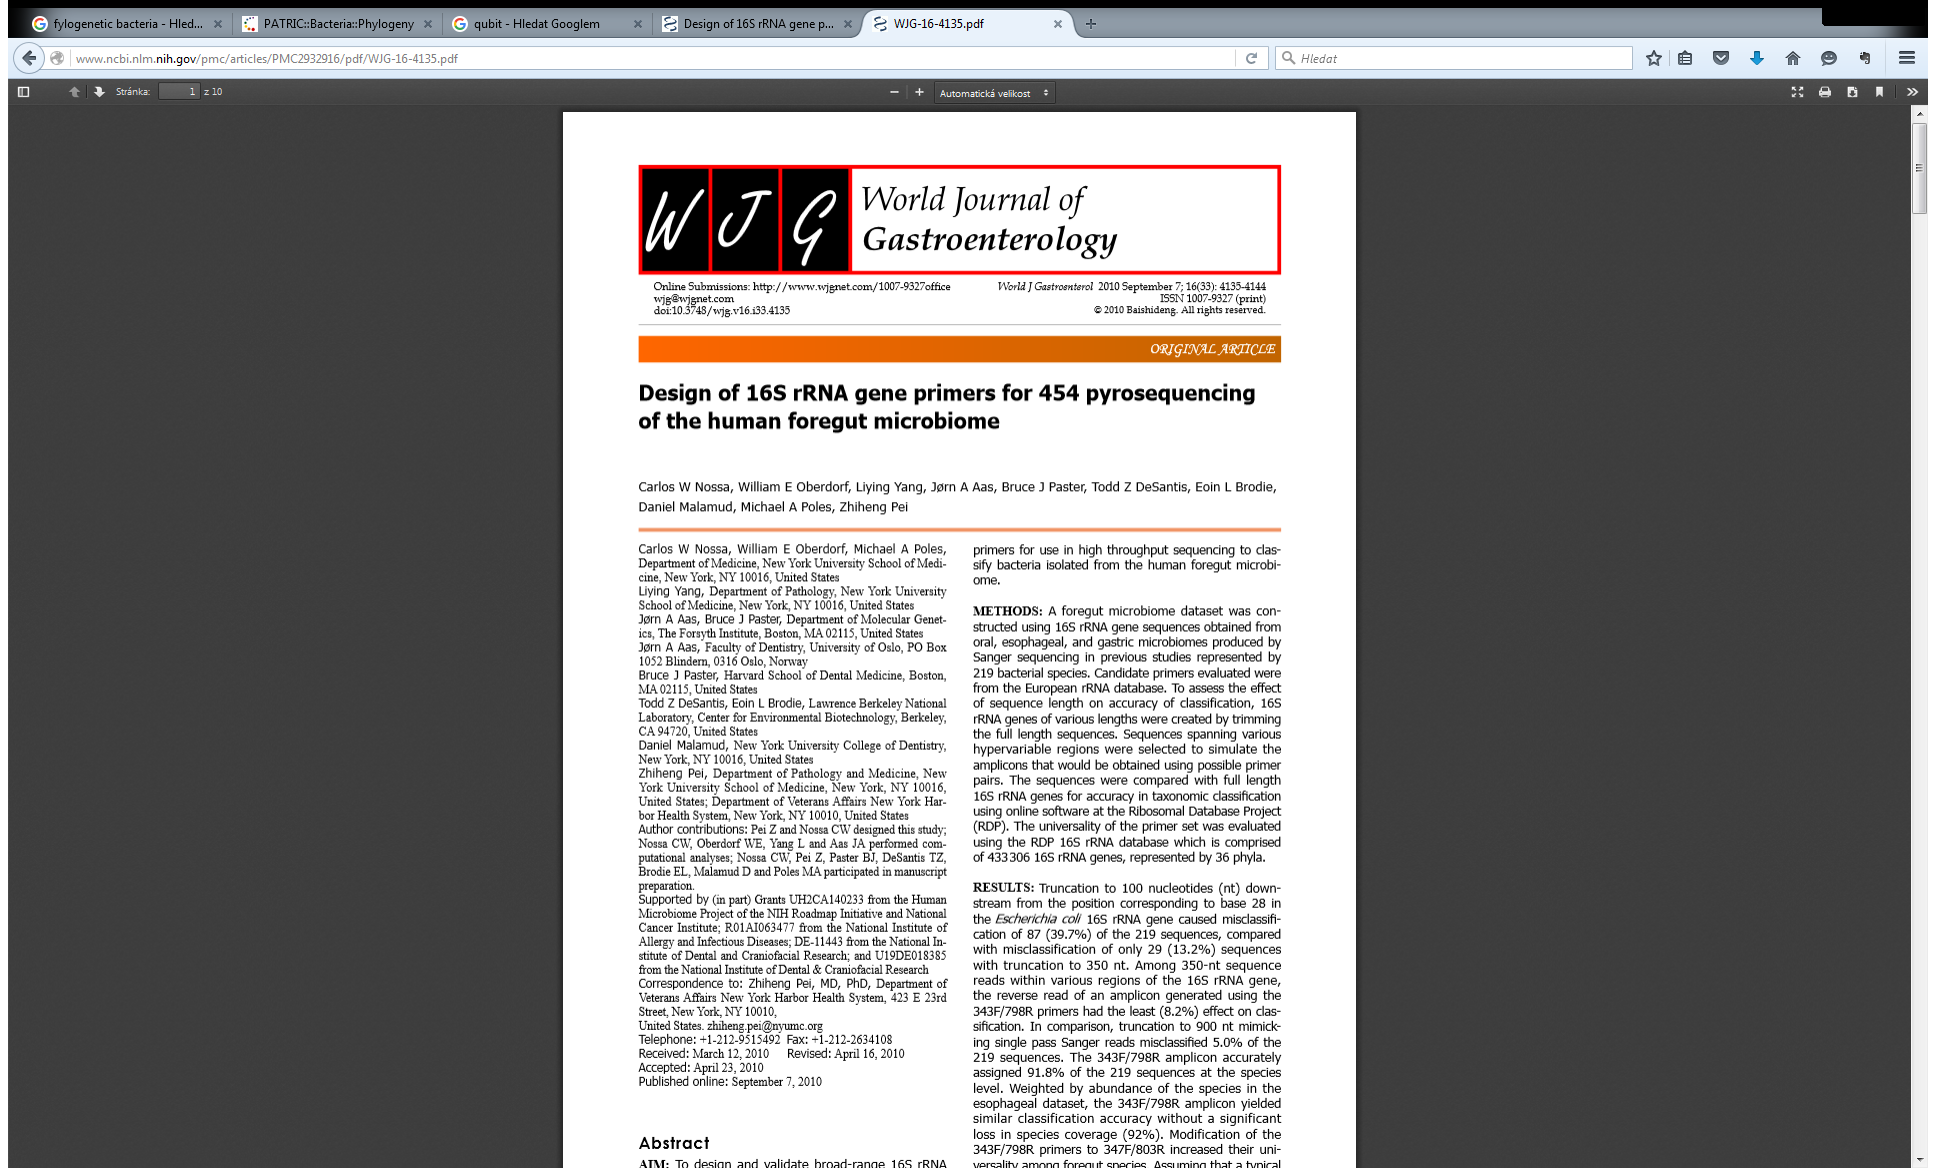 fylogenetic bacteria - Hled...
PATRIC::Bacteria::Phylogeny
qubit - Hledat Googlem
Design of 16S rRNA gene p...
WJG-16-4135.pdf
www.ncbi.nlm.nih.gov/pmc/articles/PMC2932916/pdf/WJG-16-4135.pdf
Hledat
Stránka: 1 z 10
Automatická velikost
W J G
World Journal of
Gastroenterology
Online Submissions: http://www.wjgnet.com/1007-9327office
wjg@wjgnet.com
doi:10.3748/wjg.v16.i33.4135
World J Gastroenterol 2010 September 7; 16(33): 4135-4144
ISSN 1007-9327 (print)
© 2010 Baishideng. All rights reserved.
ORIGINAL ARTICLE
Design of 16S rRNA gene primers for 454 pyrosequencing
of the human foregut microbiome
Carlos W Nossa, William E Oberdorf, Liying Yang, Jørn A Aas, Bruce J Paster, Todd Z DeSantis, Eoin L Brodie,
Daniel Malamud, Michael A Poles, Zhiheng Pei
Carlos W Nossa, William E Oberdorf, Michael A Poles,
Department of Medicine, New York University School of Medi-
cine, New York, NY 10016, United States
Liying Yang, Department of Pathology, New York University
School of Medicine, New York, NY 10016, United States
Jørn A Aas, Bruce J Paster, Department of Molecular Genet-
ics, The Forsyth Institute, Boston, MA 02115, United States
Jørn A Aas, Faculty of Dentistry, University of Oslo, PO Box
1052 Blindern, 0316 Oslo, Norway
Bruce J Paster, Harvard School of Dental Medicine, Boston,
MA 02115, United States
Todd Z DeSantis, Eoin L Brodie, Lawrence Berkeley National
Laboratory, Center for Environmental Biotechnology, Berkeley,
CA 94720, United States
Daniel Malamud, New York University College of Dentistry,
New York, NY 10016, United States
Zhiheng Pei, Department of Pathology and Medicine, New
York University School of Medicine, New York, NY 10016,
United States; Department of Veterans Affairs New York Har-
bor Health System, New York, NY 10010, United States
Author contributions: Pei Z and Nossa CW designed this study;
Nossa CW, Oberdorf WE, Yang L and Aas JA performed com-
putational analyses; Nossa CW, Pei Z, Paster BJ, DeSantis TZ,
Brodie EL, Malamud D and Poles MA participated in manuscript
preparation.
Supported by (in part) Grants UH2CA140233 from the Human
Microbiome Project of the NIH Roadmap Initiative and National
Cancer Institute; R01AI063477 from the National Institute of
Allergy and Infectious Diseases; DE-11443 from the National In-
stitute of Dental and Craniofacial Research; and U19DE018385
from the National Institute of Dental & Craniofacial Research
Correspondence to: Zhiheng Pei, MD, PhD, Department of
Veterans Affairs New York Harbor Health System, 423 E 23rd
Street, New York, NY 10010,
United States. zhiheng.pei@nyumc.org
Telephone: +1-212-9515492 Fax: +1-212-2634108
Received: March 12, 2010 Revised: April 16, 2010
Accepted: April 23, 2010
Published online: September 7, 2010
Abstract
AIM: To design and validate broad-range 16S rRNA
primers for use in high throughput sequencing to clas-
sify bacteria isolated from the human foregut microbi-
ome.
METHODS: A foregut microbiome dataset was con-
structed using 16S rRNA gene sequences obtained from
oral, esophageal, and gastric microbiomes produced by
Sanger sequencing in previous studies represented by
219 bacterial species. Candidate primers evaluated were
from the European rRNA database. To assess the effect
of sequence length on accuracy of classification, 16S
rRNA genes of various lengths were created by trimming
the full length sequences. Sequences spanning various
hypervariable regions were selected to simulate the
amplicons that would be obtained using possible primer
pairs. The sequences were compared with full length
16S rRNA genes for accuracy in taxonomic classification
using online software at the Ribosomal Database Project
(RDP). The universality of the primer set was evaluated
using the RDP 16S rRNA database which is comprised
of 433 306 16S rRNA genes, represented by 36 phyla.
RESULTS: Truncation to 100 nucleotides (nt) down-
stream from the position corresponding to base 28 in
the Escherichia coli 16S rRNA gene caused misclassifi-
cation of 87 (39.7%) of the 219 sequences, compared
with misclassification of only 29 (13.2%) sequences
with truncation to 350 nt. Among 350-nt sequence
reads within various regions of the 16S rRNA gene,
the reverse read of an amplicon generated using the
343F/798R primers had the least (8.2%) effect on clas-
sification. In comparison, truncation to 900 nt mimick-
ing single pass Sanger reads misclassified 5.0% of the
219 sequences. The 343F/798R amplicon accurately
assigned 91.8% of the 219 sequences at the species
level. Weighted by abundance of the species in the
esophageal dataset, the 343F/798R amplicon yielded
similar classification accuracy without a significant
loss in species coverage (92%). Modification of the
343F/798R primers to 347F/803R increased their uni-
versality among foregut species. Assuming that a typical